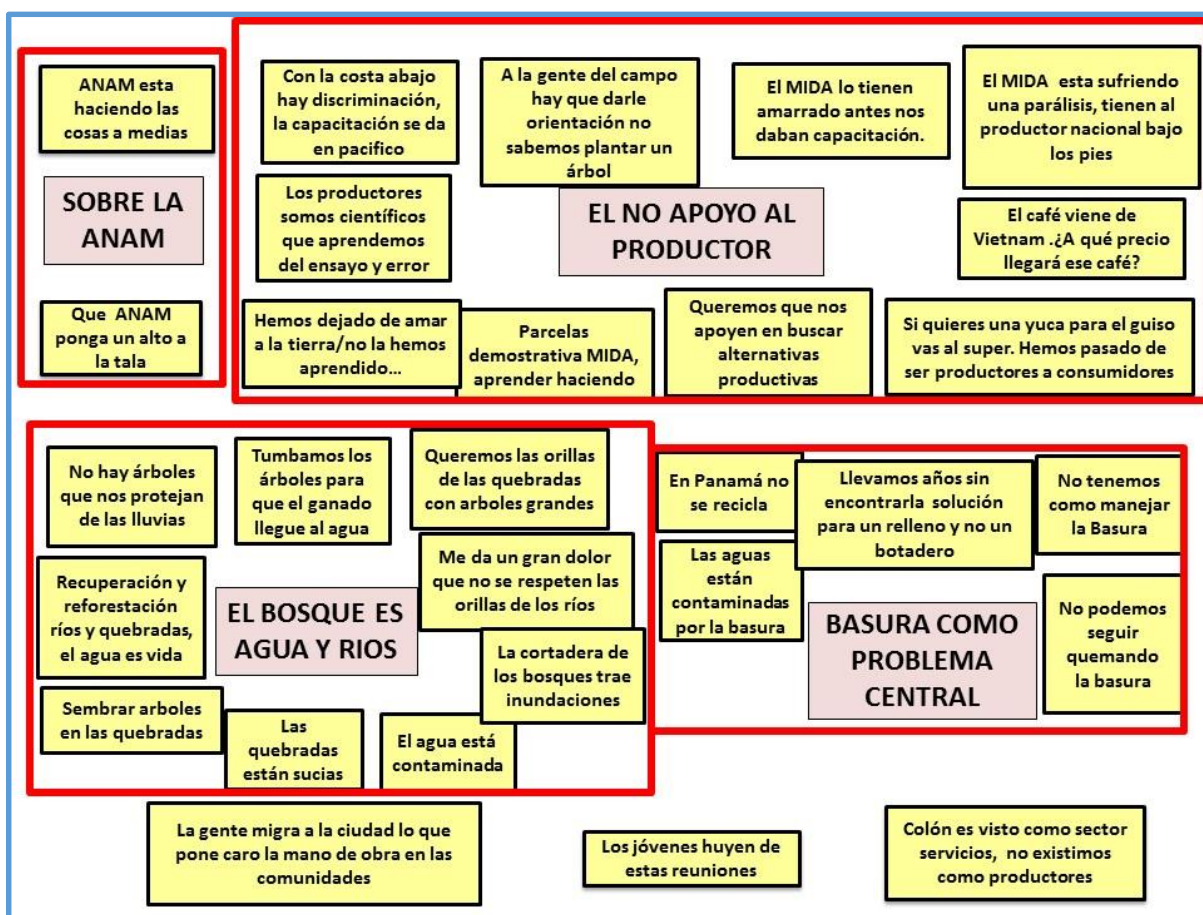 ANAM esta
haciendo las
cosas a medias
SOBRE LA
ANAM
Que ANAM
ponga un alto a
la tala
Con la costa abajo
hay discriminación,
la capacitación se da
en pacifico
A la gente del campo
hay que darle
orientación no
sabemos plantar un
árbol
El MIDA lo tienen
amarrado antes nos
daban capacitación.
El MIDA esta sufriendo
una parálisis, tienen al
productor nacional bajo
los pies
Los productores
somos científicos
que aprendemos
del ensayo y error
EL NO APOYO AL
PRODUCTOR
El café viene de
Vietnam .¿A qué precio
llegará ese café?
Hemos dejado de amar
a la tierra/no la hemos
aprendido...
Parcelas
demostrativa MIDA,
aprender haciendo
Queremos que nos
apoyen en buscar
alternativas
productivas
Si quieres una yuca para el guiso
vas al super. Hemos pasado de
ser productores a consumidores
No hay árboles
que nos protejan
de las lluvias
Tumbamos los
árboles para
que el ganado
llegue al agua
Queremos las orillas
de las quebradas
con arboles grandes
Recuperación y
reforestación
ríos y quebradas,
el agua es vida
EL BOSQUE ES
AGUA Y RIOS
Me da un gran dolor
que no se respeten las
orillas de los ríos
La cortadera de
los bosques trae
inundaciones
Sembrar arboles
en las quebradas
Las
quebradas
están sucias
El agua está
contaminada
En Panamá no
se recicla
Llevamos años sin
encontrarla solución
para un relleno y no un
botadero
No tenemos
como manejar
la Basura
Las aguas
están
contaminadas
por la basura
BASURA COMO
PROBLEMA
CENTRAL
No podemos
seguir
quemando
la basura
La gente migra a la ciudad lo que
pone caro la mano de obra en las
comunidades
Los jóvenes huyen de
estas reuniones
Colón es visto como sector
servicios, no existimos
como productores